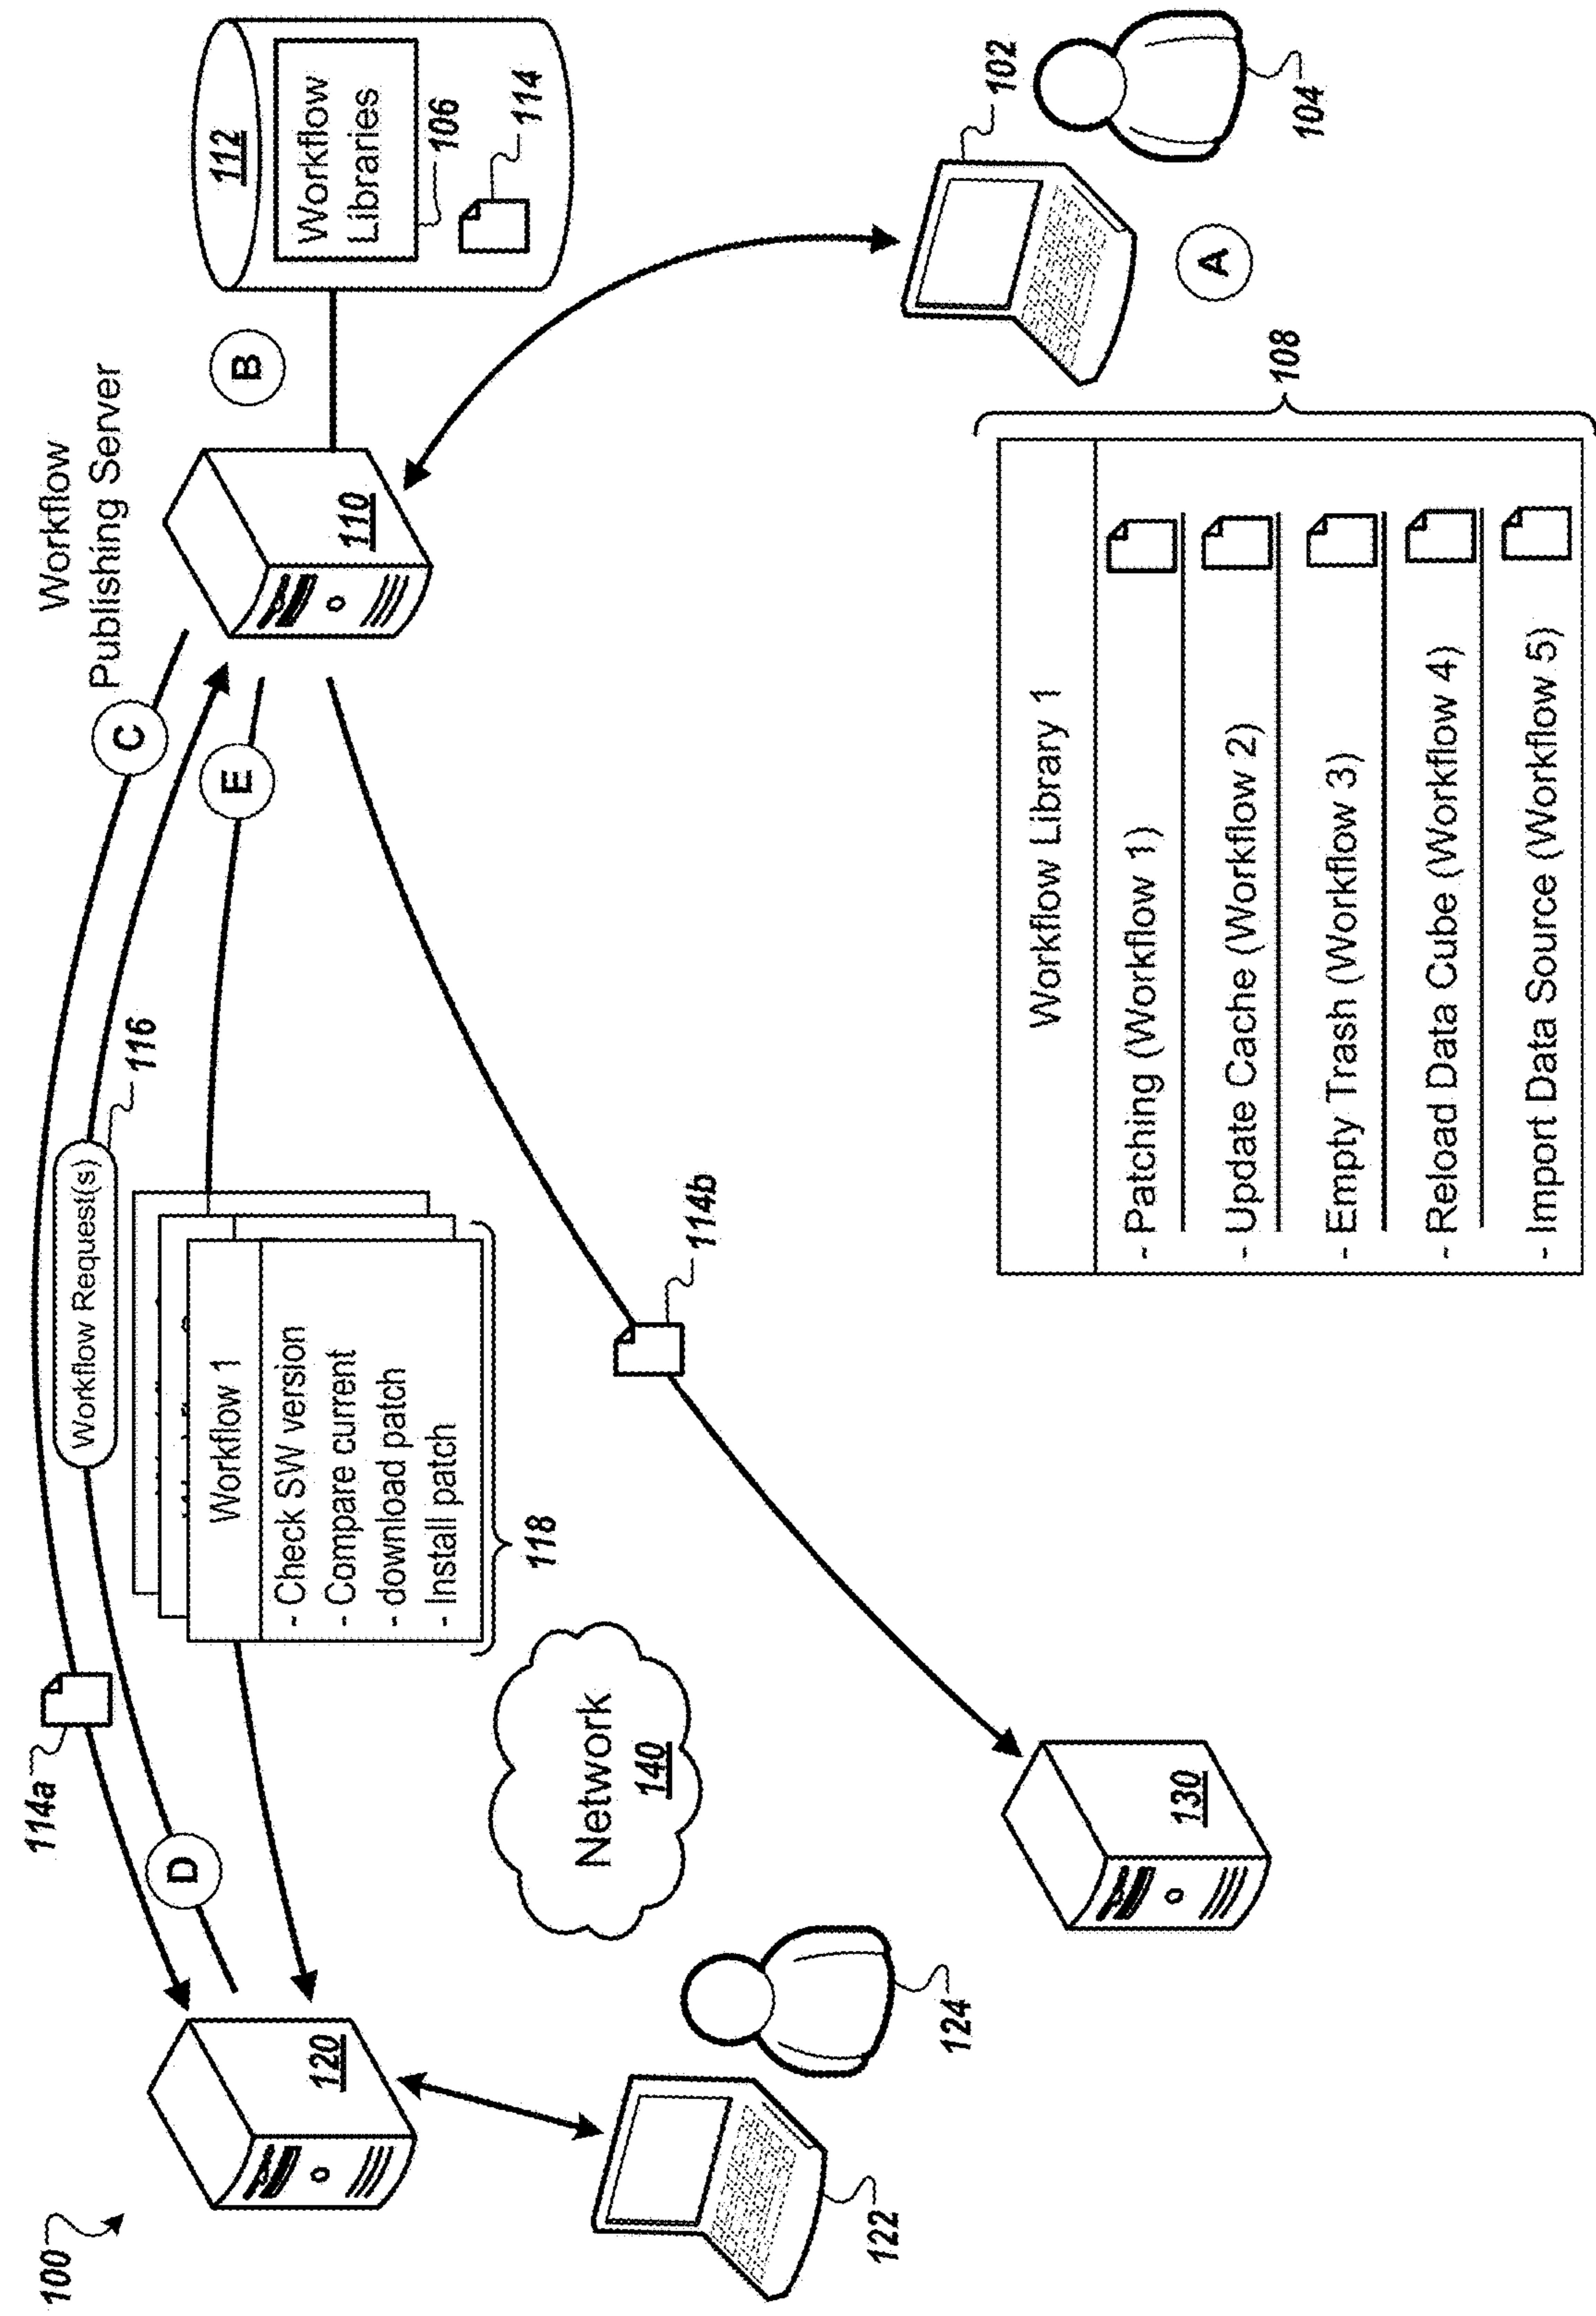 100
114a
Workflow Request(s)
116
C
Workflow
Publishing Server
B
112
Workflow
Libraries
106
114
D
E
120
Workflow 1
- Check SW version
- Compare current
- download patch
- Install patch
118
110
Network
140
114b
122
124
130
102
104
A
108
Workflow Library 1
- Patching (Workflow 1)
- Update Cache (Workflow 2)
- Empty Trash (Workflow 3)
- Reload Data Cube (Workflow 4)
- Import Data Source (Workflow 5)